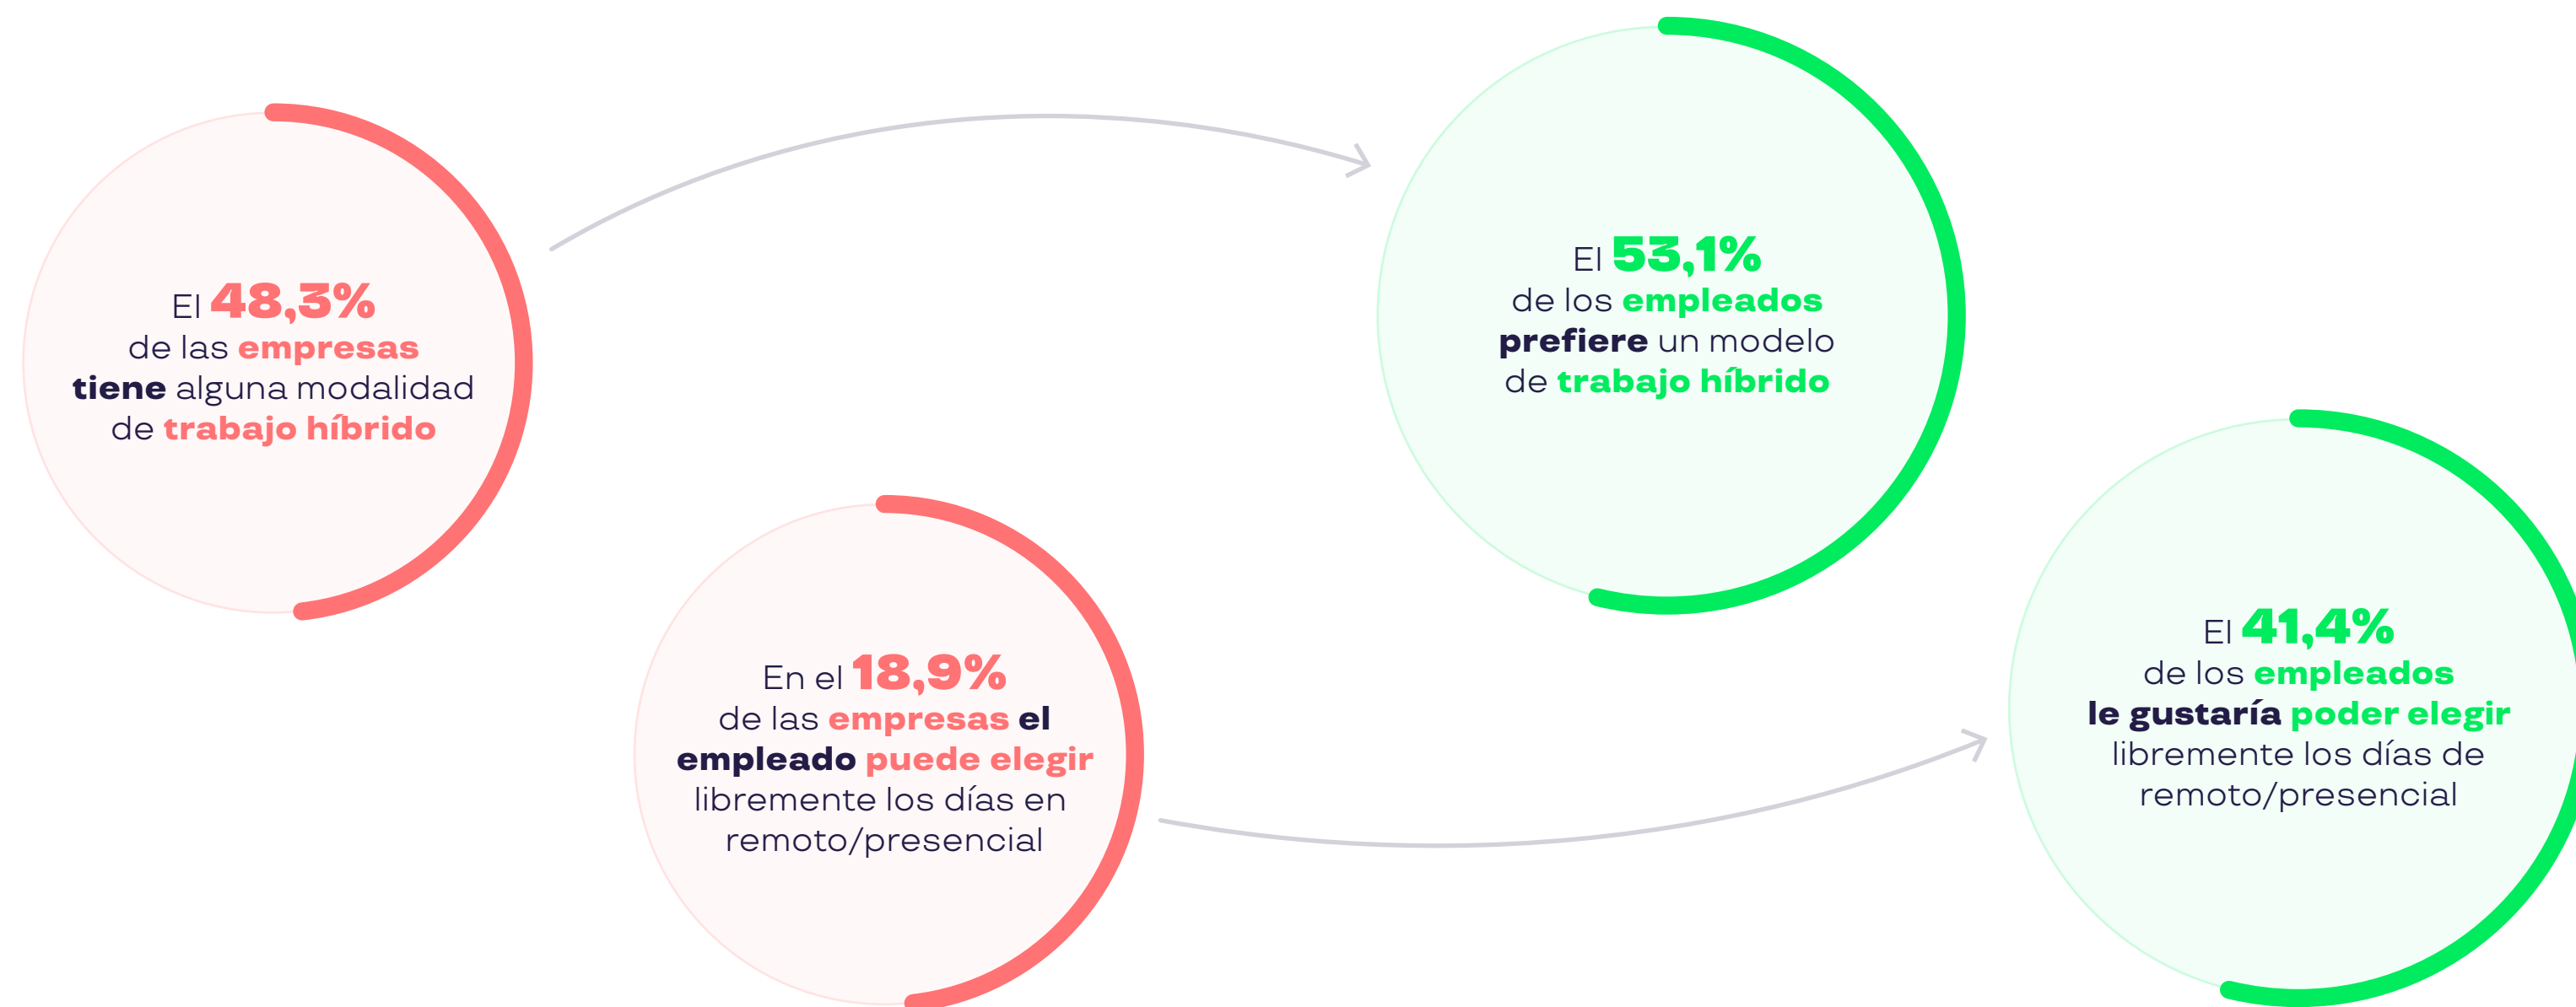 El 48,3%
de las empresas
tiene alguna modalidad
de trabajo híbrido
El 53,1%
de los empleados
prefiere un modelo
de trabajo híbrido
En el 18,9%
de las empresas el
empleado puede elegir
libremente los días en
remoto/presencial
El 41,4%
de los empleados
le gustaría poder elegir
libremente los días de
remoto/presencial